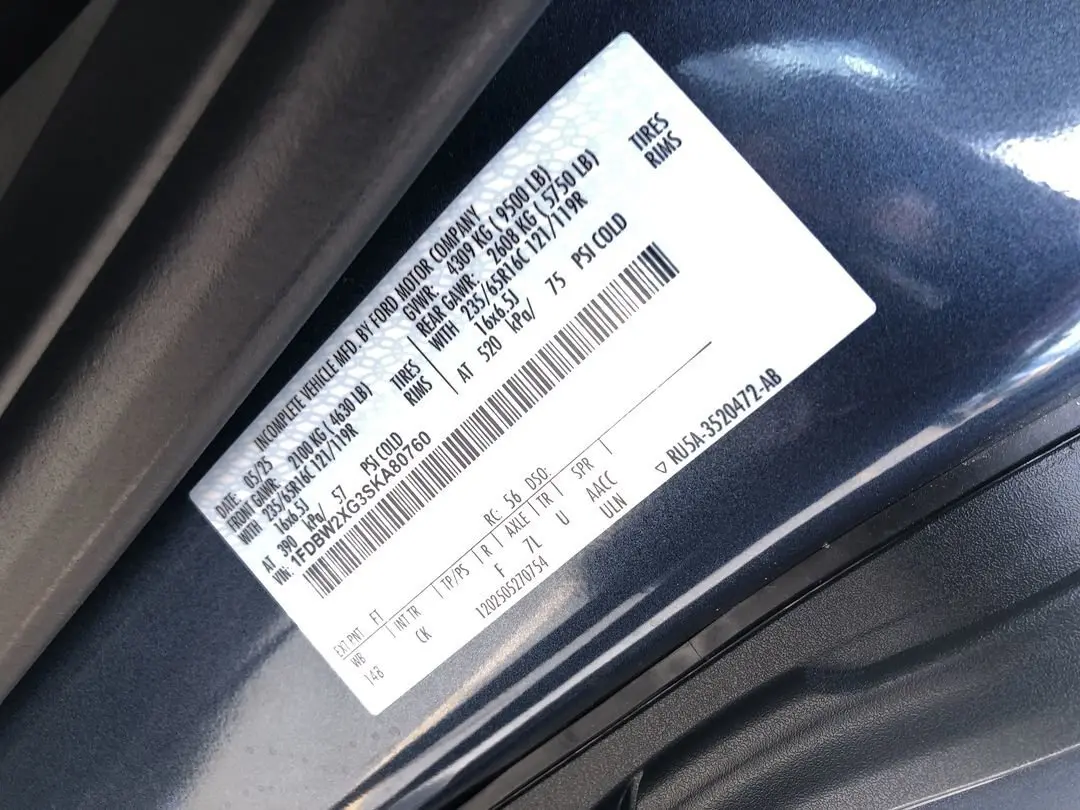 INCOMPLETE VEHICLE MFD. BY FORD MOTOR COMPANY
DATE: 05/25 GVWR: 4309 KG ( 9500 LB)
FRONT GAWR: 2100 KG ( 4630 LB) REAR GAWR: 2608 KG ( 5750 LB)
WITH 235/65R16C 121/119R TIRES WITH 235/65R16C 121/119R TIRES
16x6.5J RIMS 16x6.5J RIMS
AT 390 kPa/ 57 PSI COLD AT 520 kPa/ 75 PSI COLD
VIN: 1FDBW2XG3SKA80760
EXT PNT FT RC: 56 DSO:
WB INT TR TP/PS R AXLE TR SPR
148 CK F 7L U AACC
1202505270754 ULN
▽ RU5A-3520472-AB